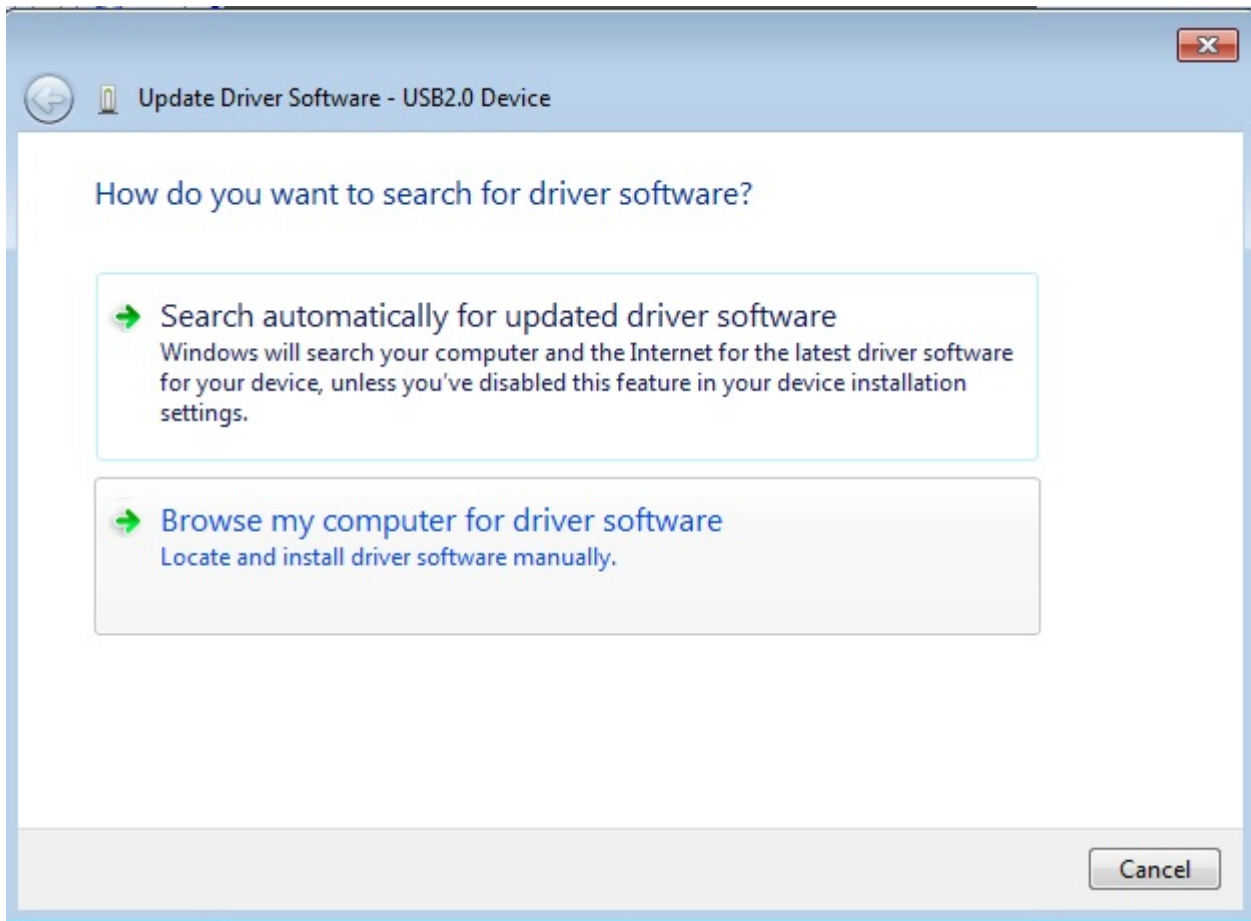 Update Driver Software - USB2.0 Device
How do you want to search for driver software?
Search automatically for updated driver software
Windows will search your computer and the Internet for the latest driver software
for your device, unless you've disabled this feature in your device installation
settings.
Browse my computer for driver software
Locate and install driver software manually.
Cancel